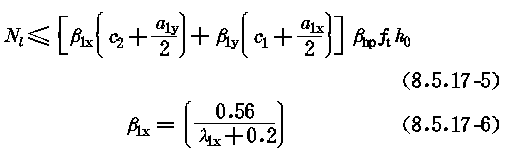 N_l ≤ [β_1x(c_2 + a_1y/2) + β_1y(c_1 + a_1x/2)] β_hp f_t h_0
(8.5.17-5)
β_1x = (0.56/(λ_1x + 0.2)) (8.5.17-6)